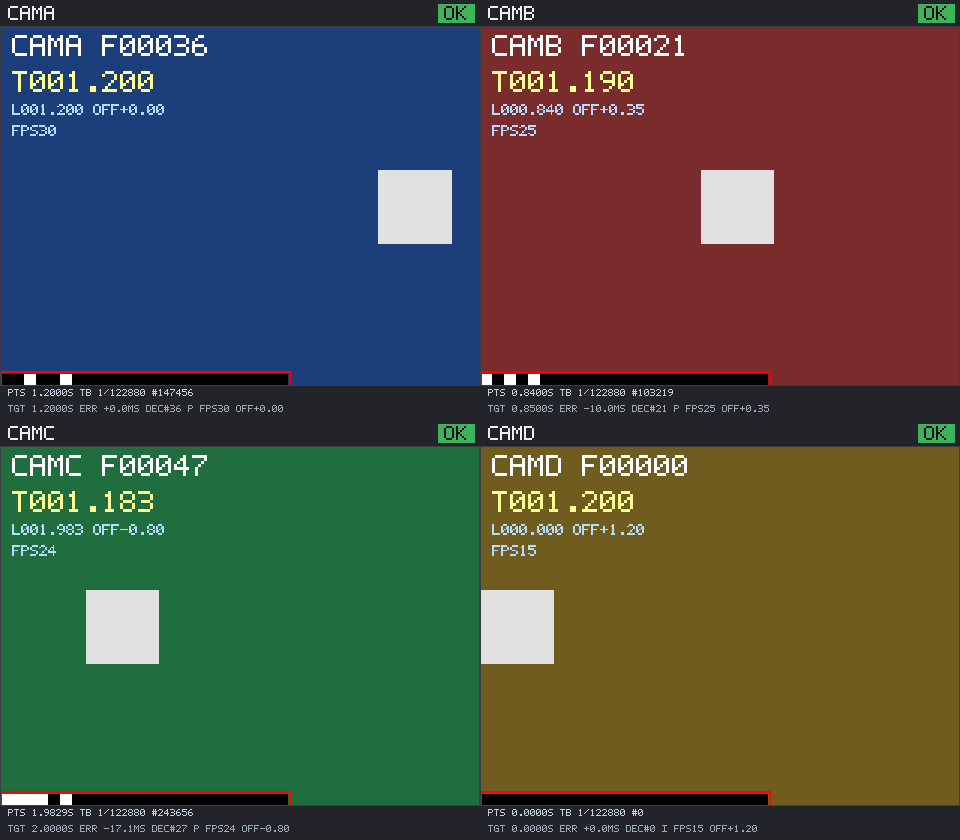 CAMA OK
CAMA F00036
T001.200
L001.200 OFF+0.00
FPS30
PTS 1.2000S TB 1/122880 #147456
TGT 1.2000S ERR +0.0MS DEC#36 P FPS30 OFF+0.00
CAMB OK
CAMB F00021
T001.190
L000.840 OFF+0.35
FPS25
PTS 0.8400S TB 1/122880 #103219
TGT 0.8500S ERR -10.0MS DEC#21 P FPS25 OFF+0.35
CAMC OK
CAMC F00047
T001.183
L001.983 OFF-0.80
FPS24
PTS 1.9829S TB 1/122880 #243656
TGT 2.0000S ERR -17.1MS DEC#27 P FPS24 OFF-0.80
CAMD OK
CAMD F00000
T001.200
L000.000 OFF+1.20
FPS15
PTS 0.0000S TB 1/122880 #0
TGT 0.0000S ERR +0.0MS DEC#0 I FPS15 OFF+1.20